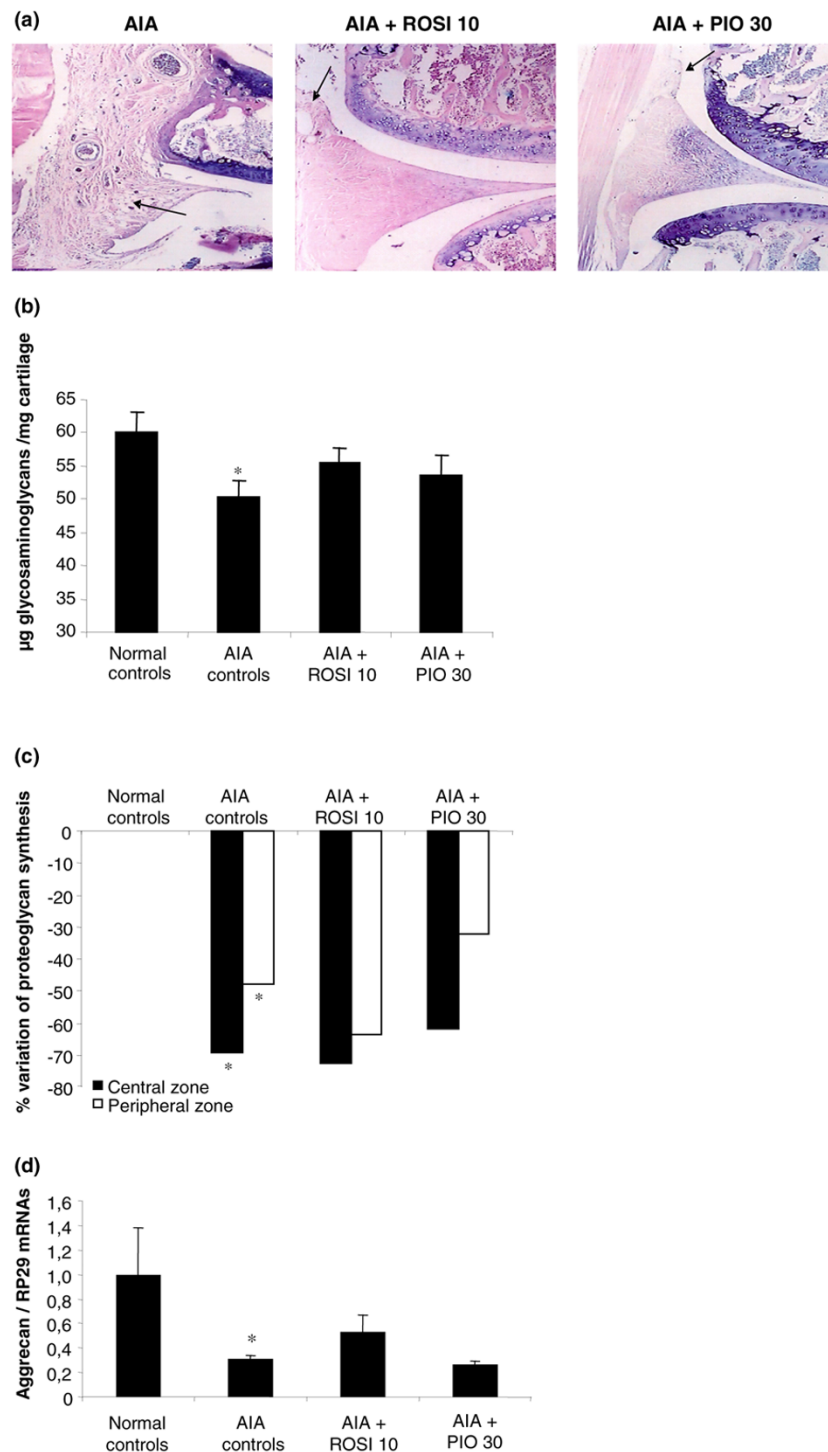 (a)
AIA
AIA + ROSI 10
AIA + PIO 30
(b)
µg glycosaminoglycans /mg cartilage
65
60
55
50
45
40
35
30
*
Normal controls
AIA controls
AIA + ROSI 10
AIA + PIO 30
(c)
Normal controls
AIA controls
AIA + ROSI 10
AIA + PIO 30
% variation of proteoglycan synthesis
0
-10
-20
-30
-40
-50
-60
-70
-80
*
*
Central zone
Peripheral zone
(d)
Aggrecan / RP29 mRNAs
1,6
1,4
1,2
1,0
0,8
0,6
0,4
0,2
0
*
Normal controls
AIA controls
AIA + ROSI 10
AIA + PIO 30